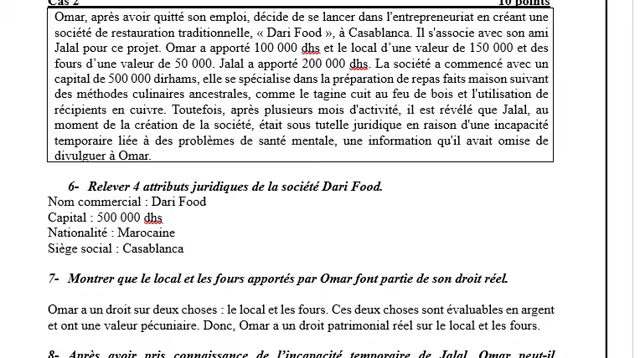 Cas 2 10 points
Omar, après avoir quitté son emploi, décide de se lancer dans l'entrepreneuriat en créant une
société de restauration traditionnelle, « Dari Food », à Casablanca. Il s'associe avec son ami
Jalal pour ce projet. Omar a apporté 100 000 dhs et le local d’une valeur de 150 000 et des
fours d’une valeur de 50 000. Jalal a apporté 200 000 dhs. La société a commencé avec un
capital de 500 000 dirhams, elle se spécialise dans la préparation de repas faits maison suivant
des méthodes culinaires ancestrales, comme le tagine cuit au feu de bois et l'utilisation de
récipients en cuivre. Toutefois, après plusieurs mois d'activité, il est révélé que Jalal, au
moment de la création de la société, était sous tutelle juridique en raison d'une incapacité
temporaire liée à des problèmes de santé mentale, une information qu'il avait omise de
divulguer à Omar.
6- Relever 4 attributs juridiques de la société Dari Food.
Nom commercial : Dari Food
Capital : 500 000 dhs
Nationalité : Marocaine
Siège social : Casablanca
7- Montrer que le local et les fours apportés par Omar font partie de son droit réel.
Omar a un droit sur deux choses : le local et les fours. Ces deux choses sont évaluables en argent
et ont une valeur pécuniaire. Donc, Omar a un droit patrimonial réel sur le local et les fours.
8- Après avoir pris connaissance de l’incapacité temporaire de Jalal, Omar peut-il